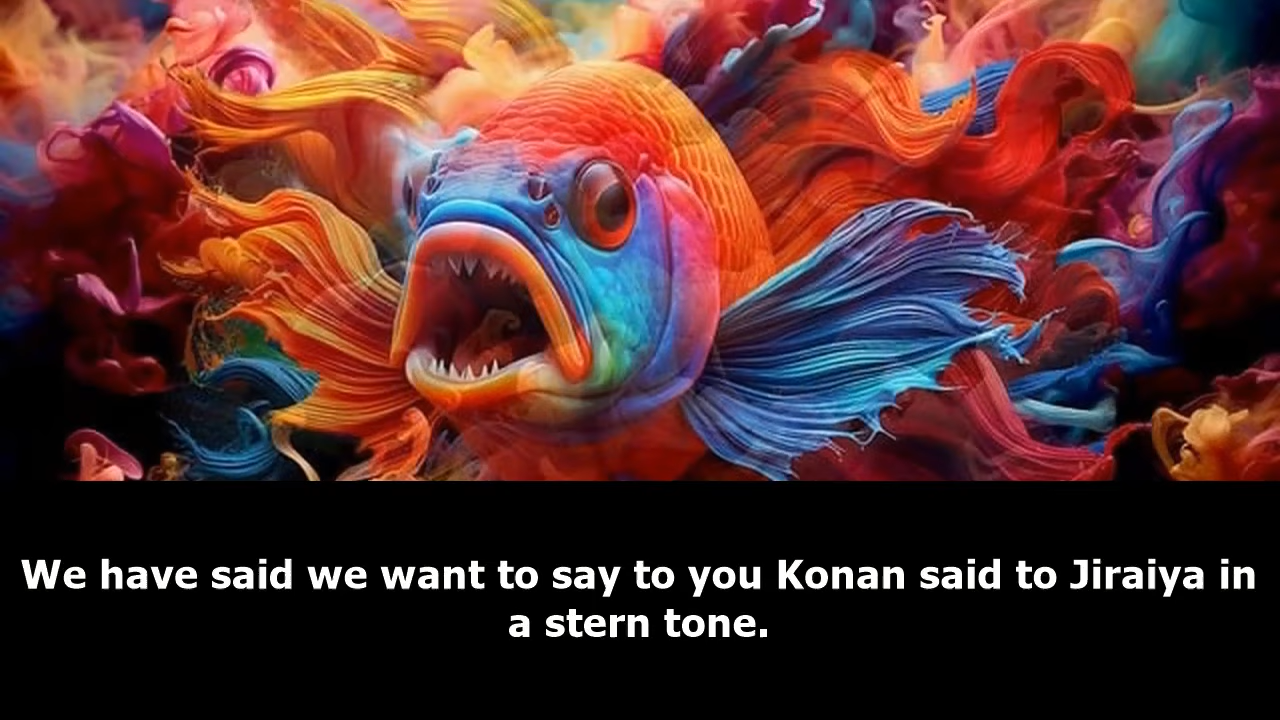 We have said we want to say to you Konan said to Jiraiya in
a stern tone.